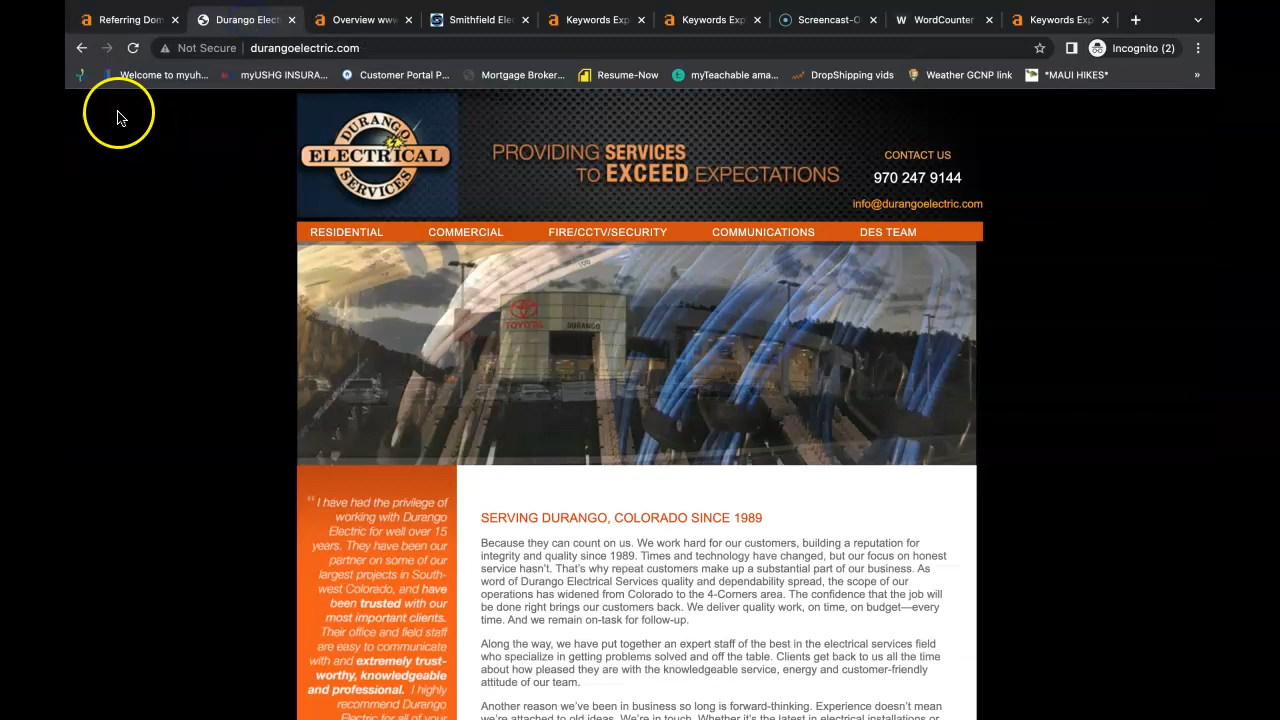 Referring Dom
Durango Elect
Overview www
Smithfield Elec
Keywords Exp
Keywords Exp
Screencast-O
WordCounter
Keywords Exp
Not Secure | durangoelectric.com
Incognito (2)
Welcome to myuh...
myUSHG INSURA...
Customer Portal P...
Mortgage Broker...
Resume-Now
myTeachable ama...
DropShipping vids
Weather GCNP link
*MAUI HIKES*
»
DURANGO
ELECTRICAL
SERVICES
PROVIDING SERVICES
TO EXCEED EXPECTATIONS
CONTACT US
970 247 9144
info@durangoelectric.com
RESIDENTIAL
COMMERCIAL
FIRE/CCTV/SECURITY
COMMUNICATIONS
DES TEAM
TOYOTA
DURANGO
“ I have had the privilege of
working with Durango
Electric for well over 15
years. They have been our
partner on some of our
largest projects in South-
west Colorado, and have
been trusted with our
most important clients.
Their office and field staff
are easy to communicate
with and extremely trust-
worthy, knowledgeable
and professional. I highly
recommend Durango
Electric for all of your
SERVING DURANGO, COLORADO SINCE 1989
Because they can count on us. We work hard for our customers, building a reputation for
integrity and quality since 1989. Times and technology have changed, but our focus on honest
service hasn’t. That’s why repeat customers make up a substantial part of our business. As
word of Durango Electrical Services quality and dependability spread, the scope of our
operations has widened from Colorado to the 4-Corners area. The confidence that the job will
be done right brings our customers back. We deliver quality work, on time, on budget—every
time. And we remain on-task for follow-up.
Along the way, we have put together an expert staff of the best in the electrical services field
who specialize in getting problems solved and off the table. Clients get back to us all the time
about how pleased they are with the knowledgeable service, energy and customer-friendly
attitude of our team.
Another reason we’ve been in business so long is forward-thinking. Experience doesn’t mean
we’re attached to old ideas. We’re in touch. Whether it’s the latest in electrical installations or